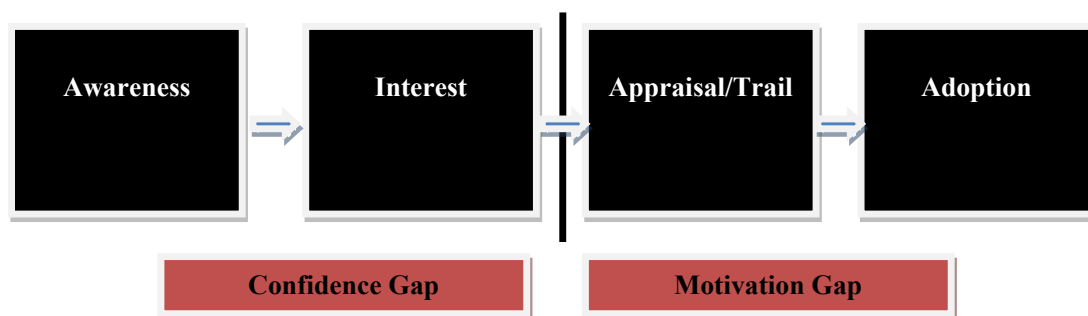 Awareness
Interest
Appraisal/Trail
Adoption
Confidence Gap
Motivation Gap